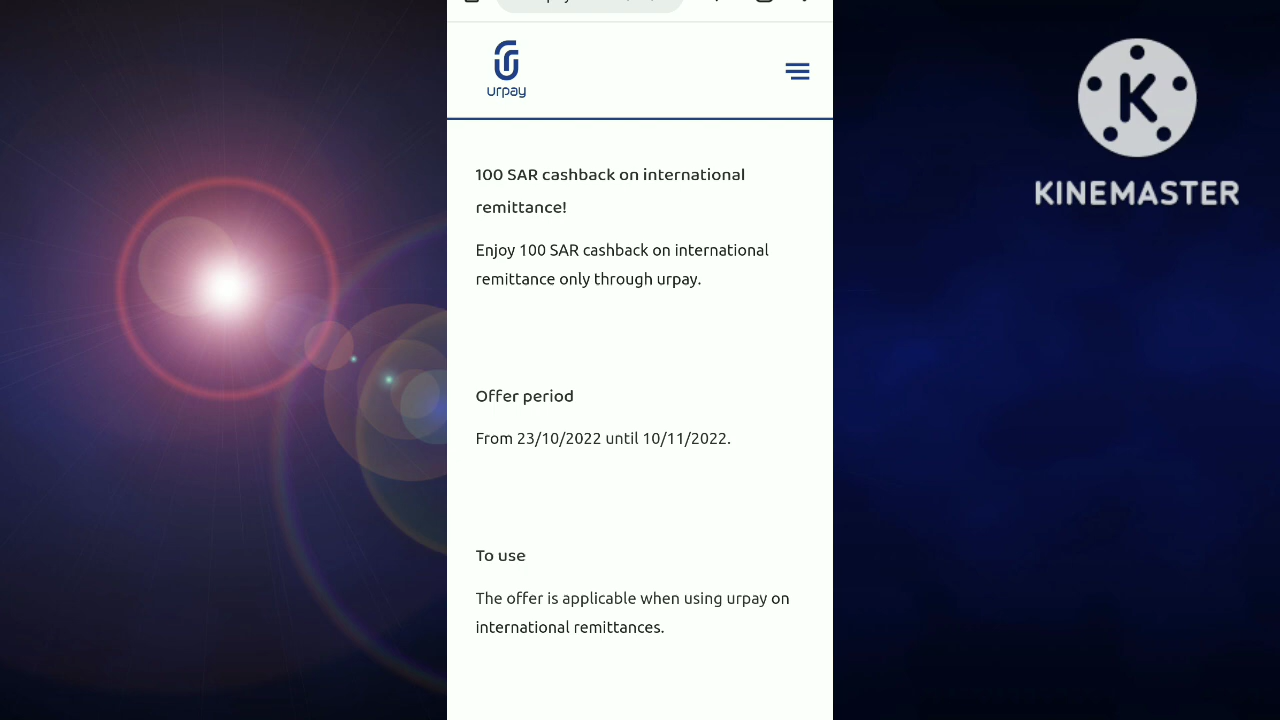 urpay
K
KINEMASTER
100 SAR cashback on international
remittance!
Enjoy 100 SAR cashback on international
remittance only through urpay.
Offer period
From 23/10/2022 until 10/11/2022.
To use
The offer is applicable when using urpay on
international remittances.